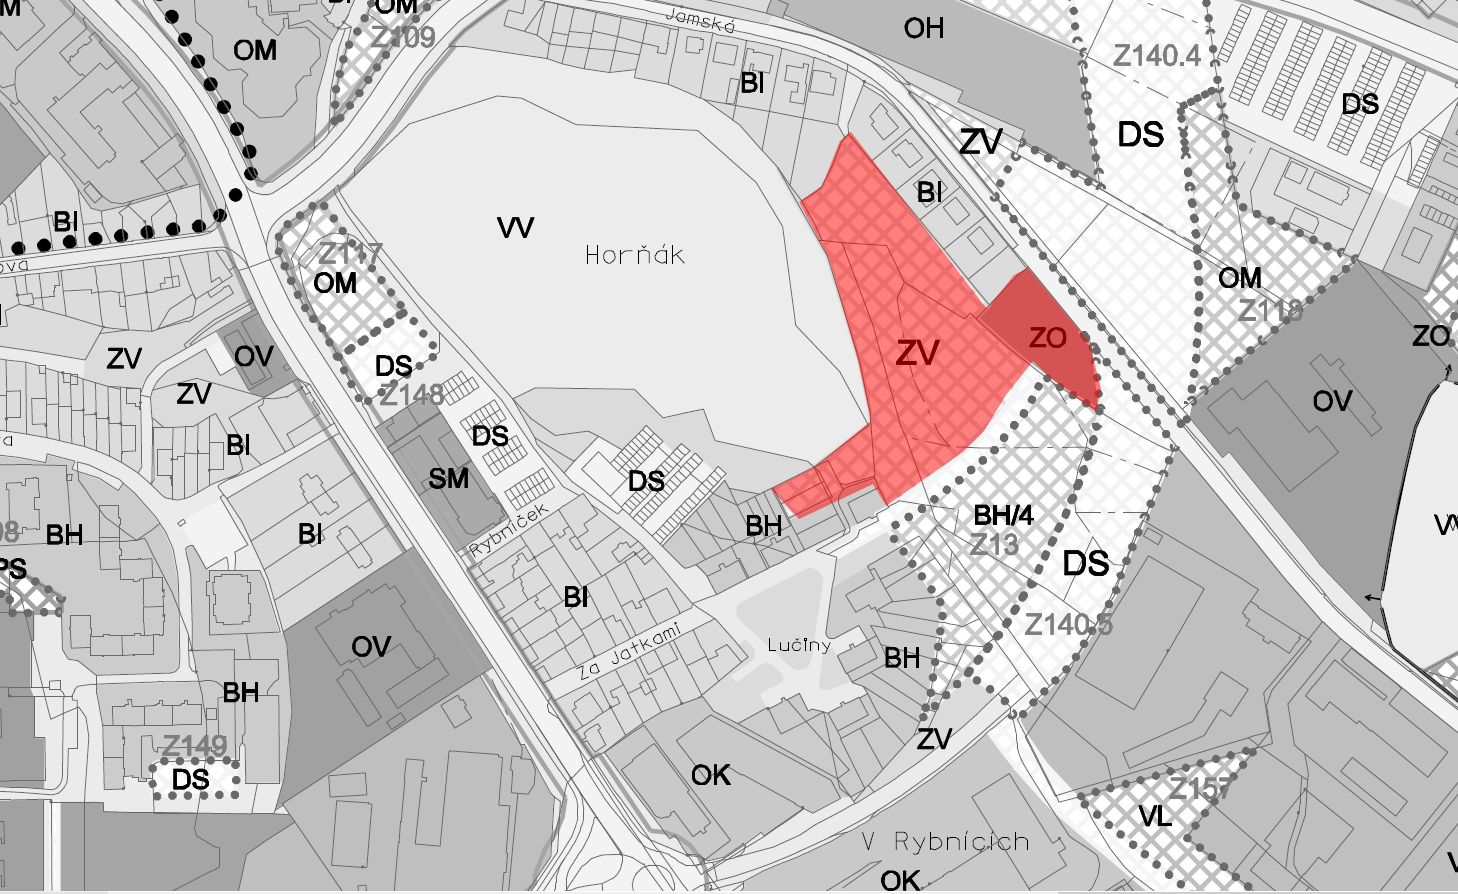 OM
Z109
OM
Jamská
OH
BI
Z140.4
DS
DS
ZV
BI
BI
VV
Horňák
Z117
OM
OM
Z118
ZV
OV
DS
Z148
ZV
ZV
ZO
ZO
OV
BI
SM
DS
DS
BH
BI
Rybníček
BH
BH/4
Z13
DS
PS
BI
Z140.5
OV
Za Jatkami
Lučiny
BH
BH
ZV
Z149
DS
OK
Z157
VL
V Rybnících
OK